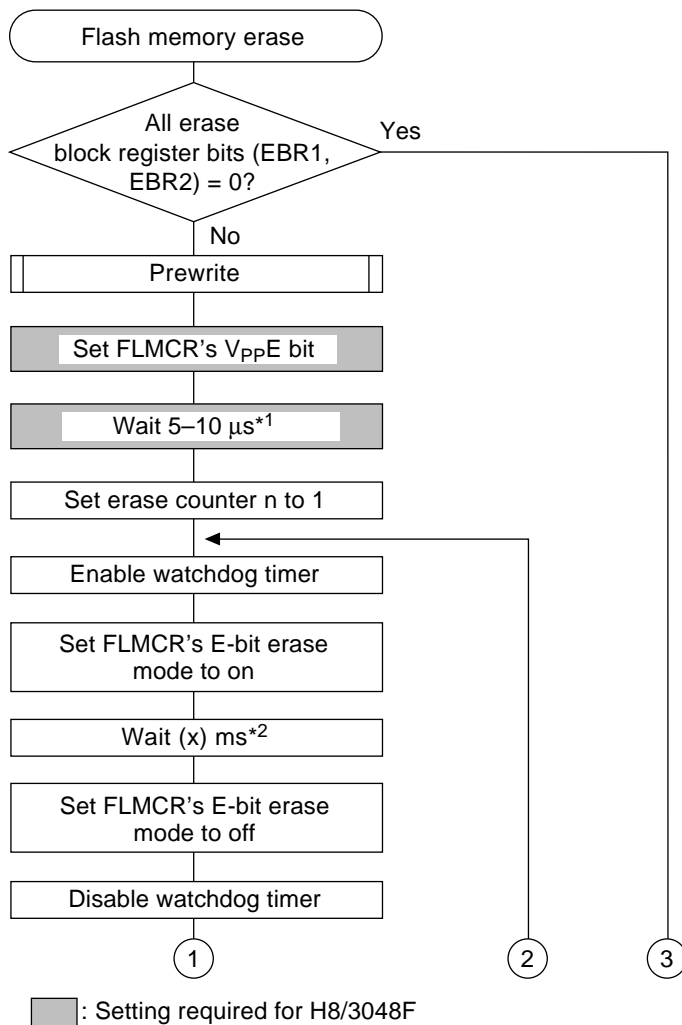 Flash memory erase
All erase
block register bits (EBR1,
EBR2) = 0?
Yes
No
Prewrite
Set FLMCR's VPPE bit
Wait 5–10 μs*1
Set erase counter n to 1
Enable watchdog timer
Set FLMCR's E-bit erase
mode to on
Wait (x) ms*2
Set FLMCR's E-bit erase
mode to off
Disable watchdog timer
1
2
3
: Setting required for H8/3048F